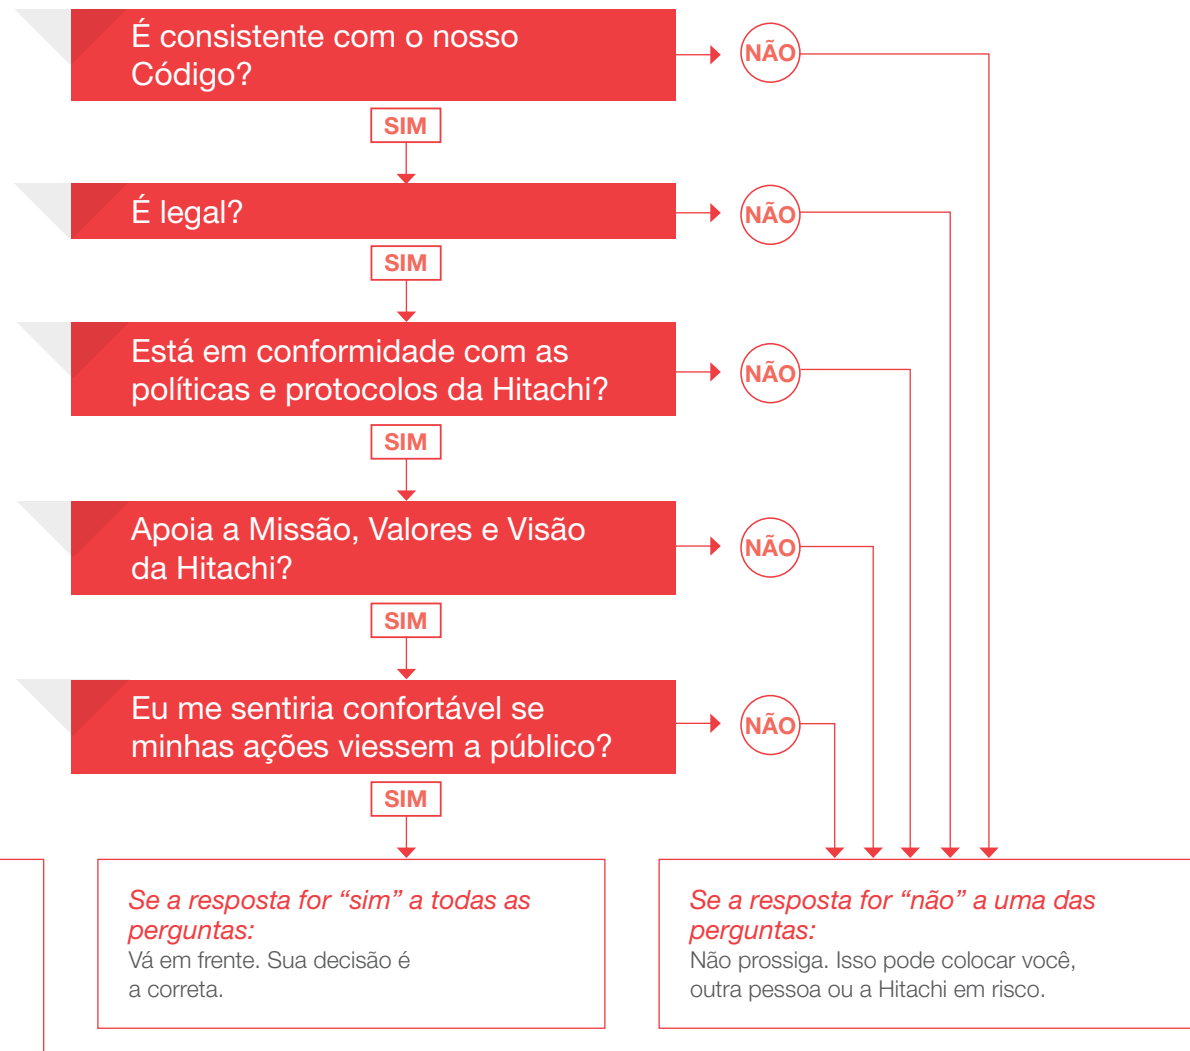 É consistente com o nosso
Código?
NÃO
SIM
É legal?
NÃO
SIM
Está em conformidade com as
políticas e protocolos da Hitachi?
NÃO
SIM
Apoia a Missão, Valores e Visão
da Hitachi?
NÃO
SIM
Eu me sentiria confortável se
minhas ações viessem a público?
NÃO
SIM
Se a resposta for “sim” a todas as
perguntas:
Vá em frente. Sua decisão é
a correta.
Se a resposta for “não” a uma das
perguntas:
Não prossiga. Isso pode colocar você,
outra pessoa ou a Hitachi em risco.